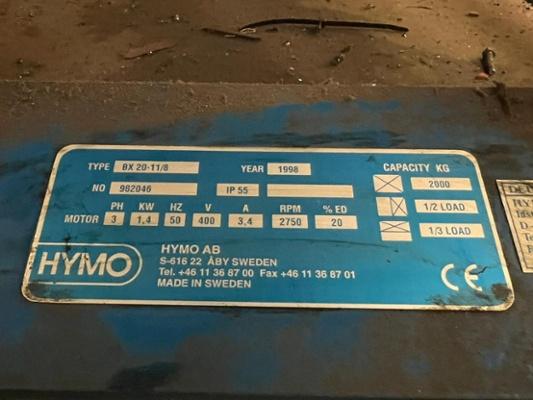 TYPE BX 20-11/8 YEAR 1998 CAPACITY KG
NO 982046 IP 55 2000
PH KW HZ V A RPM % ED 1/2 LOAD
MOTOR 3 1,4 50 400 3,4 2750 20 1/3 LOAD
HYMO
HYMO AB
S-616 22 ÅBY SWEDEN
Tel. +46 11 36 87 00 Fax +46 11 36 87 01
MADE IN SWEDEN
CE